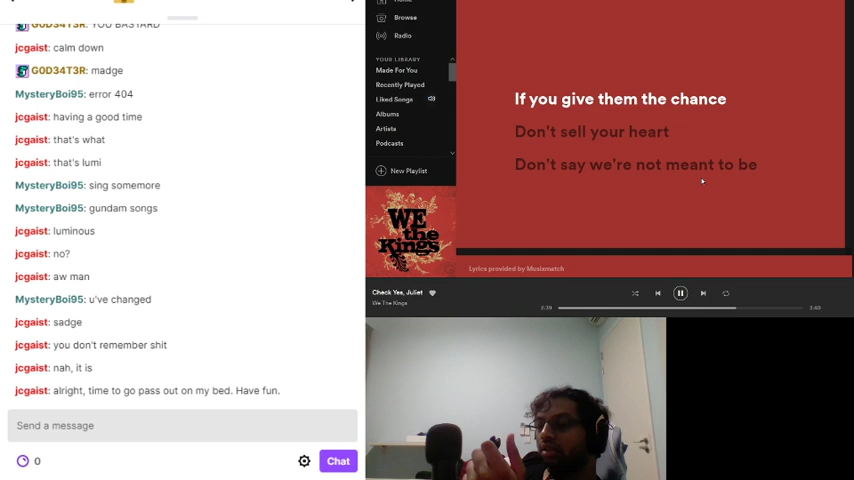 G0D34T3R: YOU BASTARD
jcgaist: calm down
G0D34T3R: madge
MysteryBoi95: error 404
jcgaist: having a good time
jcgaist: that's what
jcgaist: that's lumi
MysteryBoi95: sing somemore
MysteryBoi95: gundam songs
jcgaist: luminous
jcgaist: no?
jcgaist: aw man
MysteryBoi95: u've changed
jcgaist: sadge
jcgaist: you don't remember shit
jcgaist: nah, it is
jcgaist: alright, time to go pass out on my bed. Have fun.
Send a message
0
Chat
Browse
Radio
YOUR LIBRARY
Made For You
Recently Played
Liked Songs
Albums
Artists
Podcasts
New Playlist
WE
the
Kings
Check Yes, Juliet
We The Kings
If you give them the chance
Don't sell your heart
Don't say we're not meant to be
Lyrics provided by Musixmatch
2:39
3:40